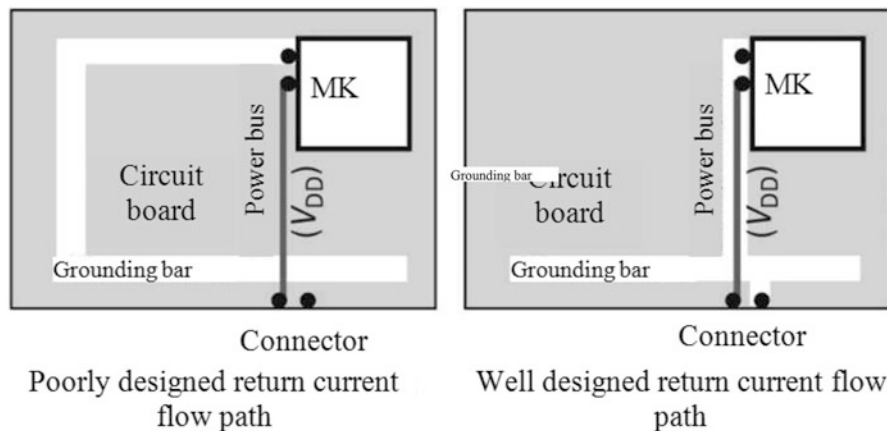 MK
Power bus
(VDD)
Circuit
board
Grounding bar
Connector
Poorly designed return current
flow path
MK
Power bus
(VDD)
Grounding bar
Circuit
board
Grounding bar
Connector
Well designed return current flow
path